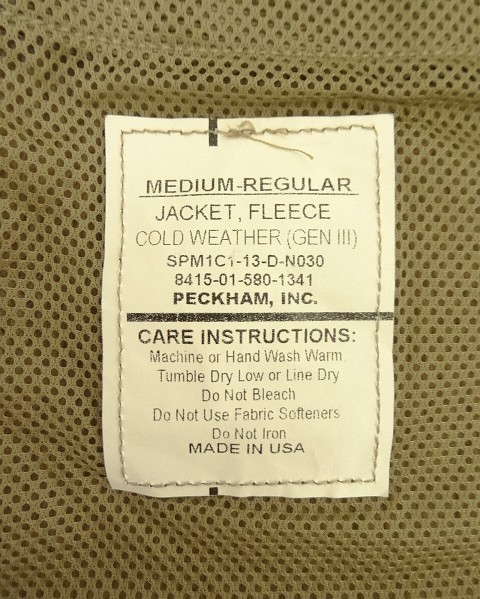 MEDIUM-REGULAR
JACKET, FLEECE
COLD WEATHER (GEN III)
SPM1C1-13-D-N030
8415-01-580-1341
PECKHAM, INC.
CARE INSTRUCTIONS:
Machine or Hand Wash Warm
Tumble Dry Low or Line Dry
Do Not Bleach
Do Not Use Fabric Softeners
Do Not Iron
MADE IN USA